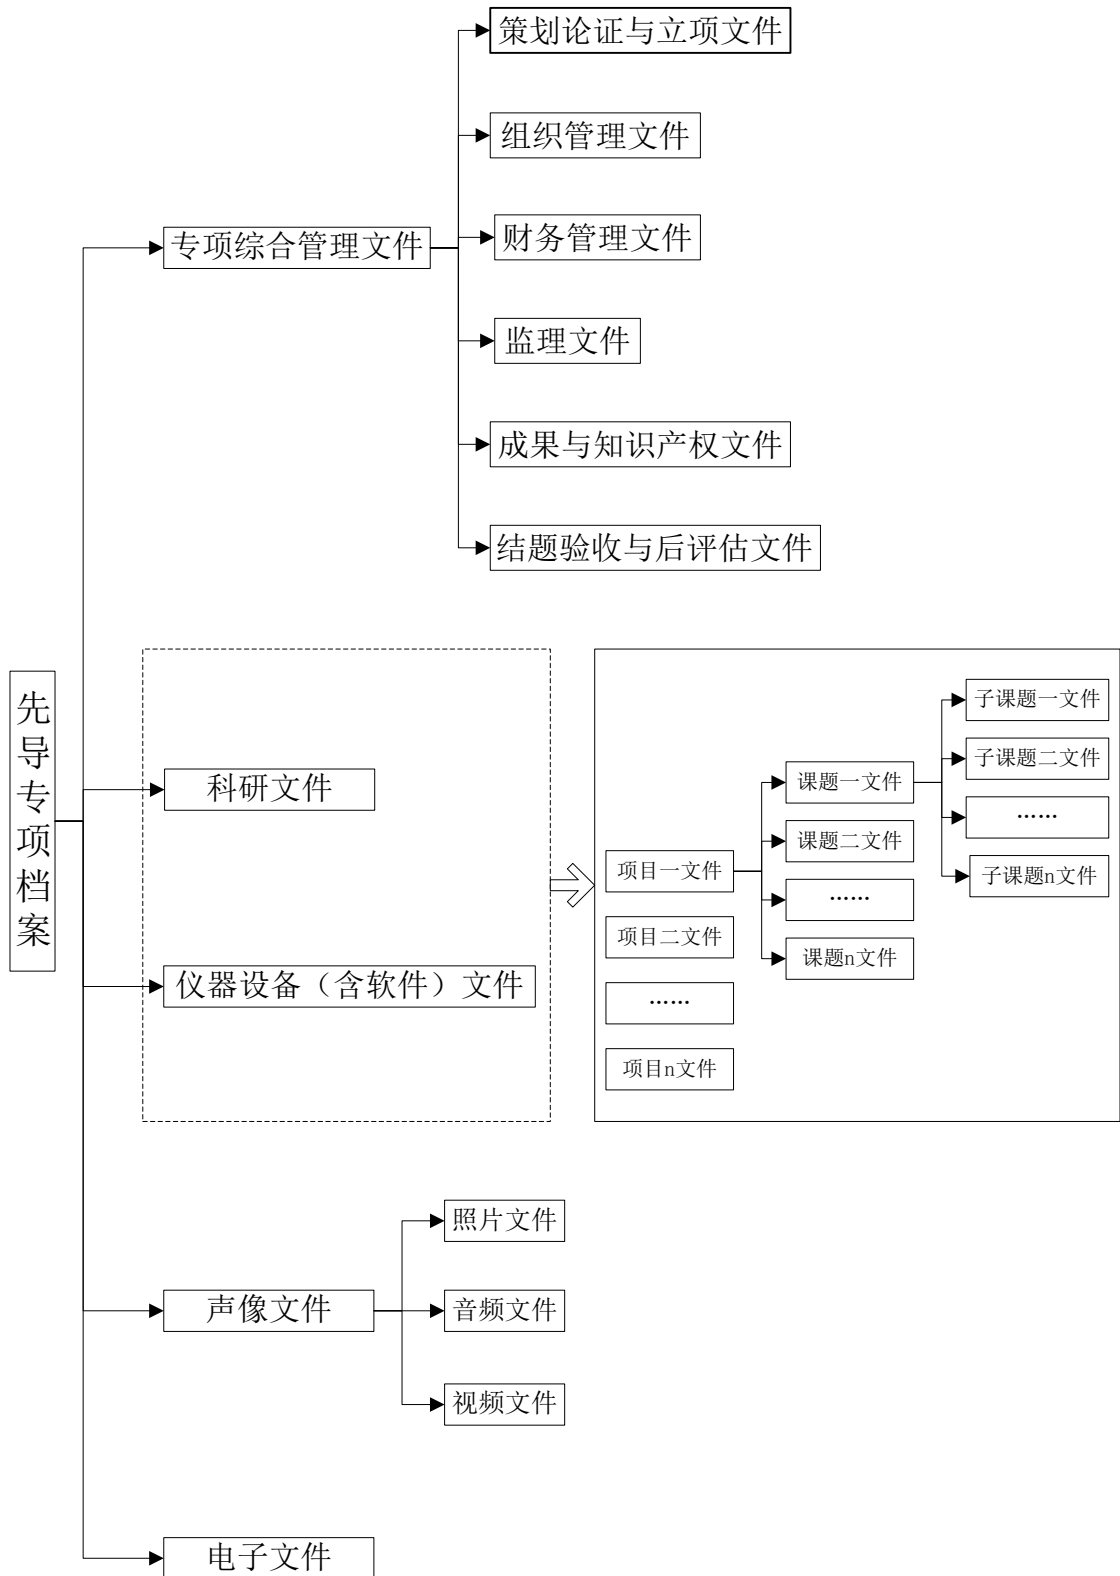 先导专项档案
专项综合管理文件
策划论证与立项文件
组织管理文件
财务管理文件
监理文件
成果与知识产权文件
结题验收与后评估文件
科研文件
仪器设备（含软件）文件
项目一文件
项目二文件
……
项目n文件
课题一文件
课题二文件
……
课题n文件
子课题一文件
子课题二文件
……
子课题n文件
声像文件
照片文件
音频文件
视频文件
电子文件